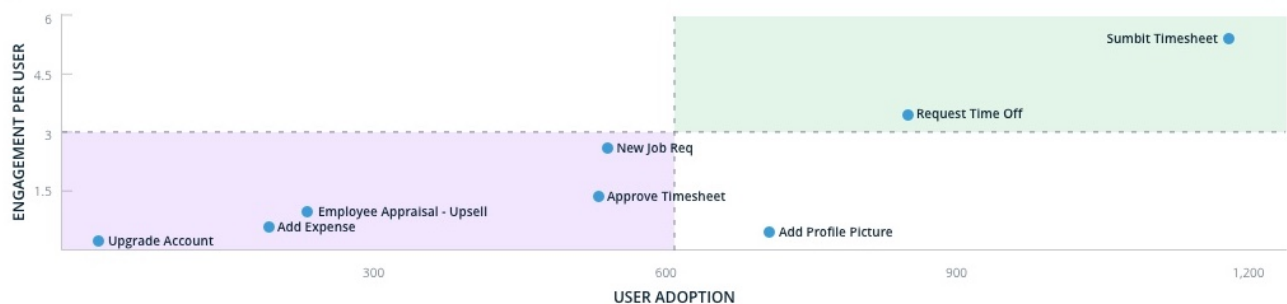 6
Sumbit Timesheet
4.5
Request Time Off
3
New Job Req
1.5
Approve Timesheet
Employee Appraisal - Upsell
Add Expense
Add Profile Picture
Upgrade Account
ENGAGEMENT PER USER
300
600
900
1,200
USER ADOPTION